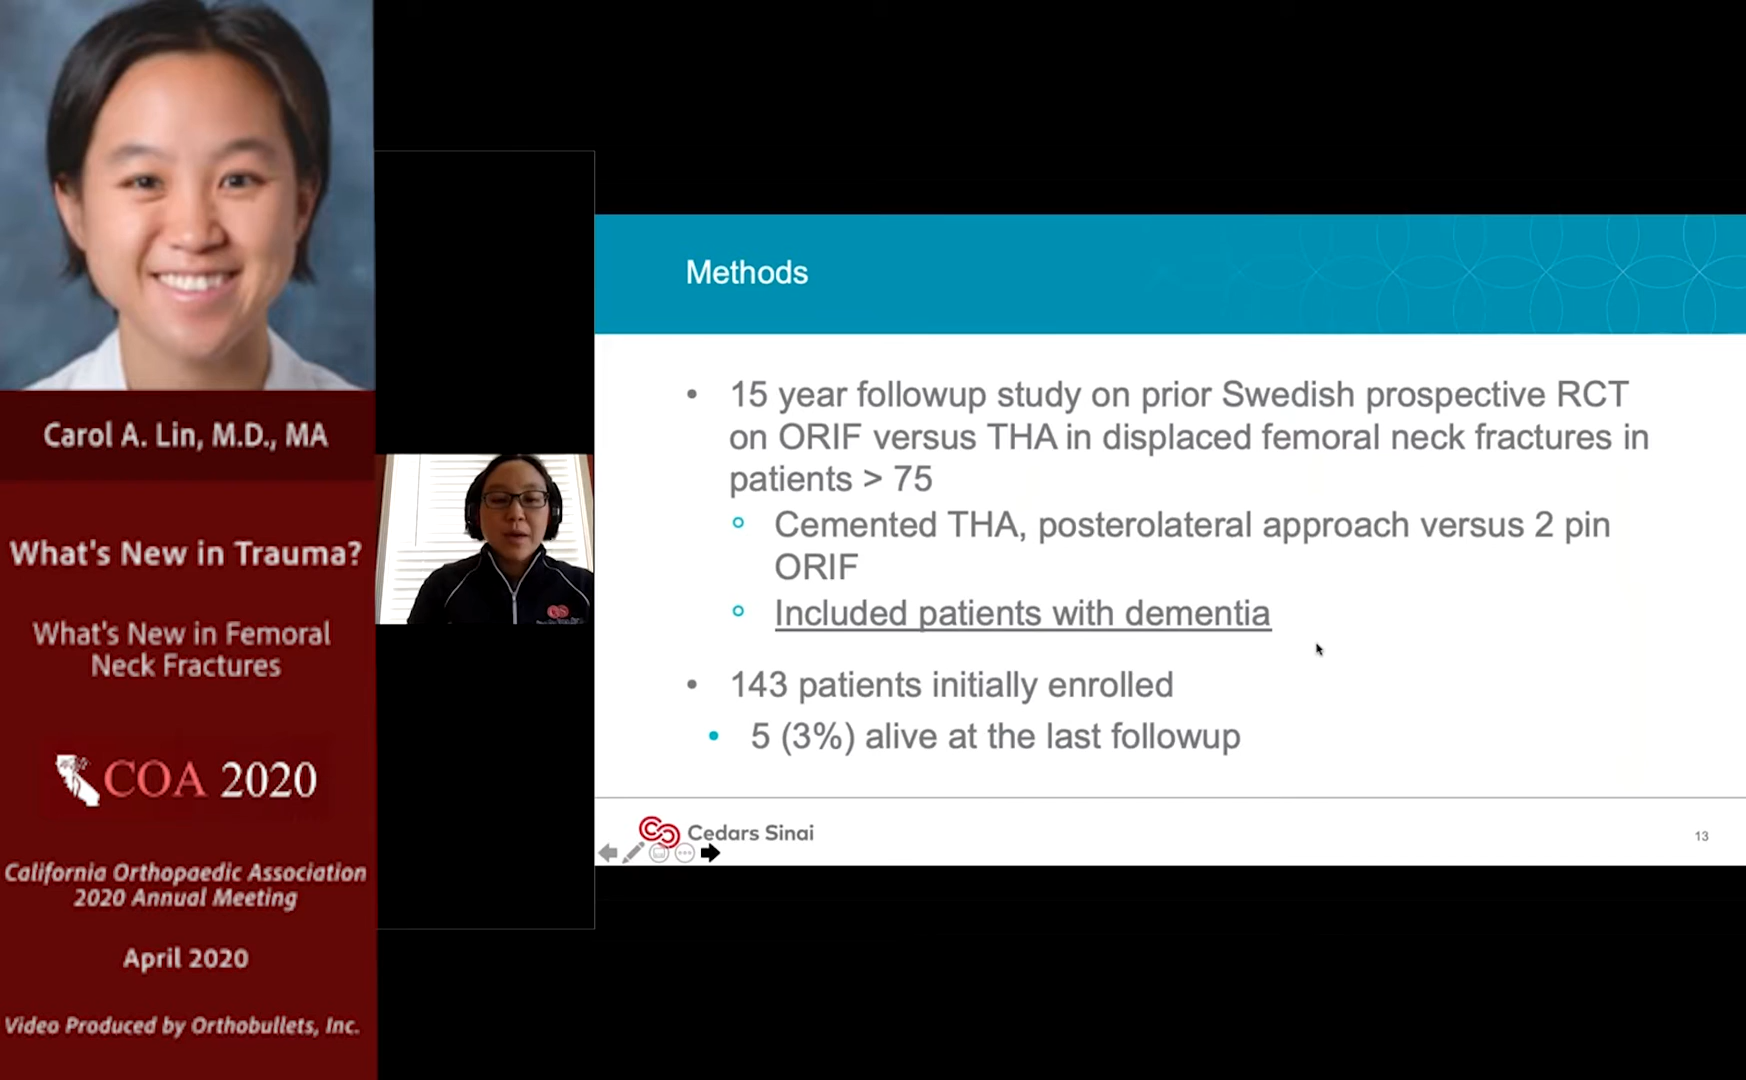 Carol A. Lin, M.D., MA
What's New in Trauma?
What's New in Femoral
Neck Fractures
COA 2020
California Orthopaedic Association
2020 Annual Meeting
April 2020
Video Produced by Orthobullets, Inc.
Methods
• 15 year followup study on prior Swedish prospective RCT
on ORIF versus THA in displaced femoral neck fractures in
patients > 75
Cemented THA, posterolateral approach versus 2 pin
ORIF
Included patients with dementia
• 143 patients initially enrolled
• 5 (3%) alive at the last followup
Cedars Sinai
13